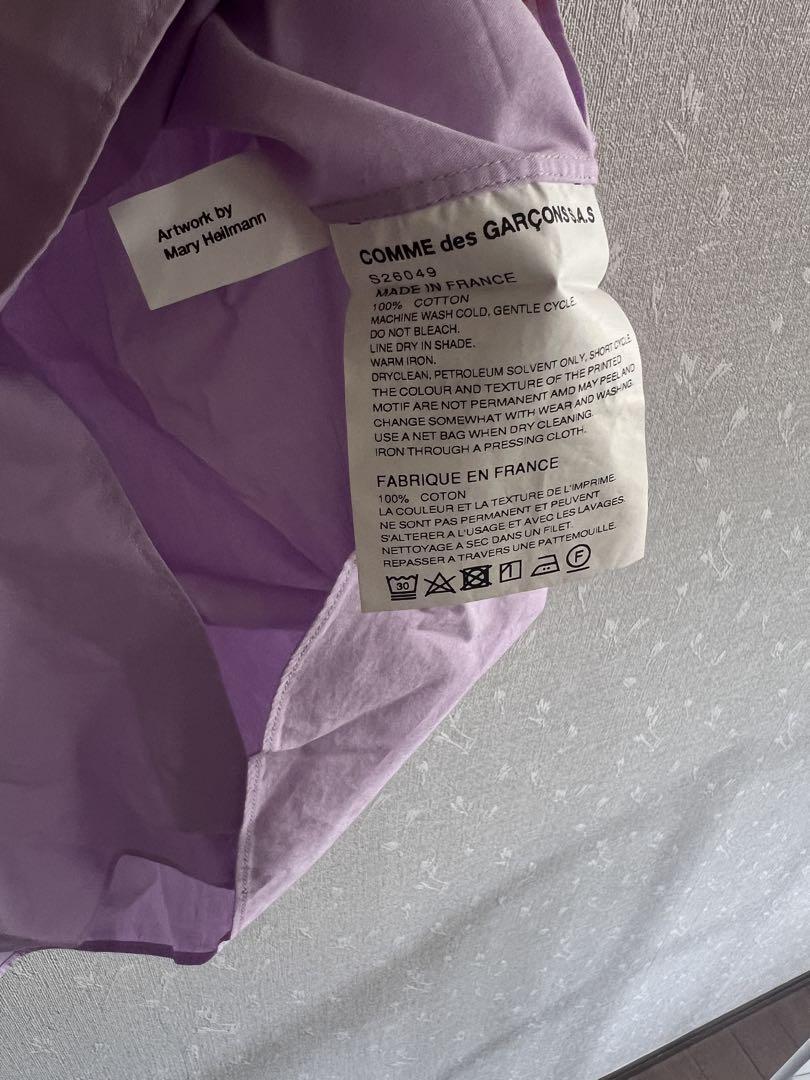 Artwork by
Mary Heilmann
COMME des GARÇONS S.A.S
S26049
MADE IN FRANCE
100% COTTON
MACHINE WASH COLD, GENTLE CYCLE.
DO NOT BLEACH.
LINE DRY IN SHADE.
WARM IRON.
DRYCLEAN, PETROLEUM SOLVENT ONLY, SHORT CYCLE.
THE COLOUR AND TEXTURE OF THE PRINTED
MOTIF ARE NOT PERMANENT AMD MAY PEEL AND
CHANGE SOMEWHAT WITH WEAR AND WASHING.
USE A NET BAG WHEN DRY CLEANING.
IRON THROUGH A PRESSING CLOTH.
FABRIQUE EN FRANCE
100% COTON
LA COULEUR ET LA TEXTURE DE L'IMPRIME
NE SONT PAS PERMANENT ET PEUVENT
S'ALTERER A L'USAGE ET AVEC LES LAVAGES.
NETTOYAGE A SEC DANS UN FILET.
REPASSER A TRAVERS UNE PATTEMOUILLE.
30 F